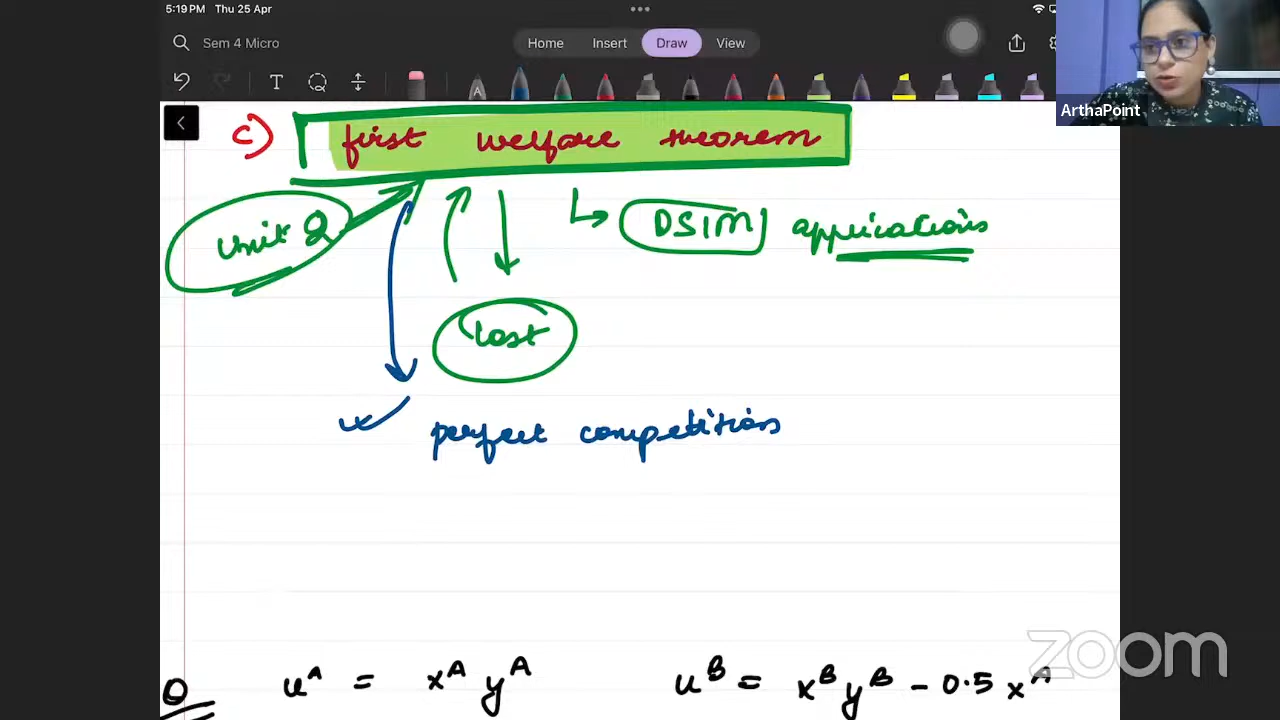 5:19 PM Thu 25 Apr
Sem 4 Micro
Home Insert Draw View
ArthaPoint
c) first welfare theorem
Unit 2
DSIM applications
last
perfect competition
Q uᴬ = xᴬ yᴬ uᴮ = xᴮ yᴮ - 0.5 xᴬ
zoom